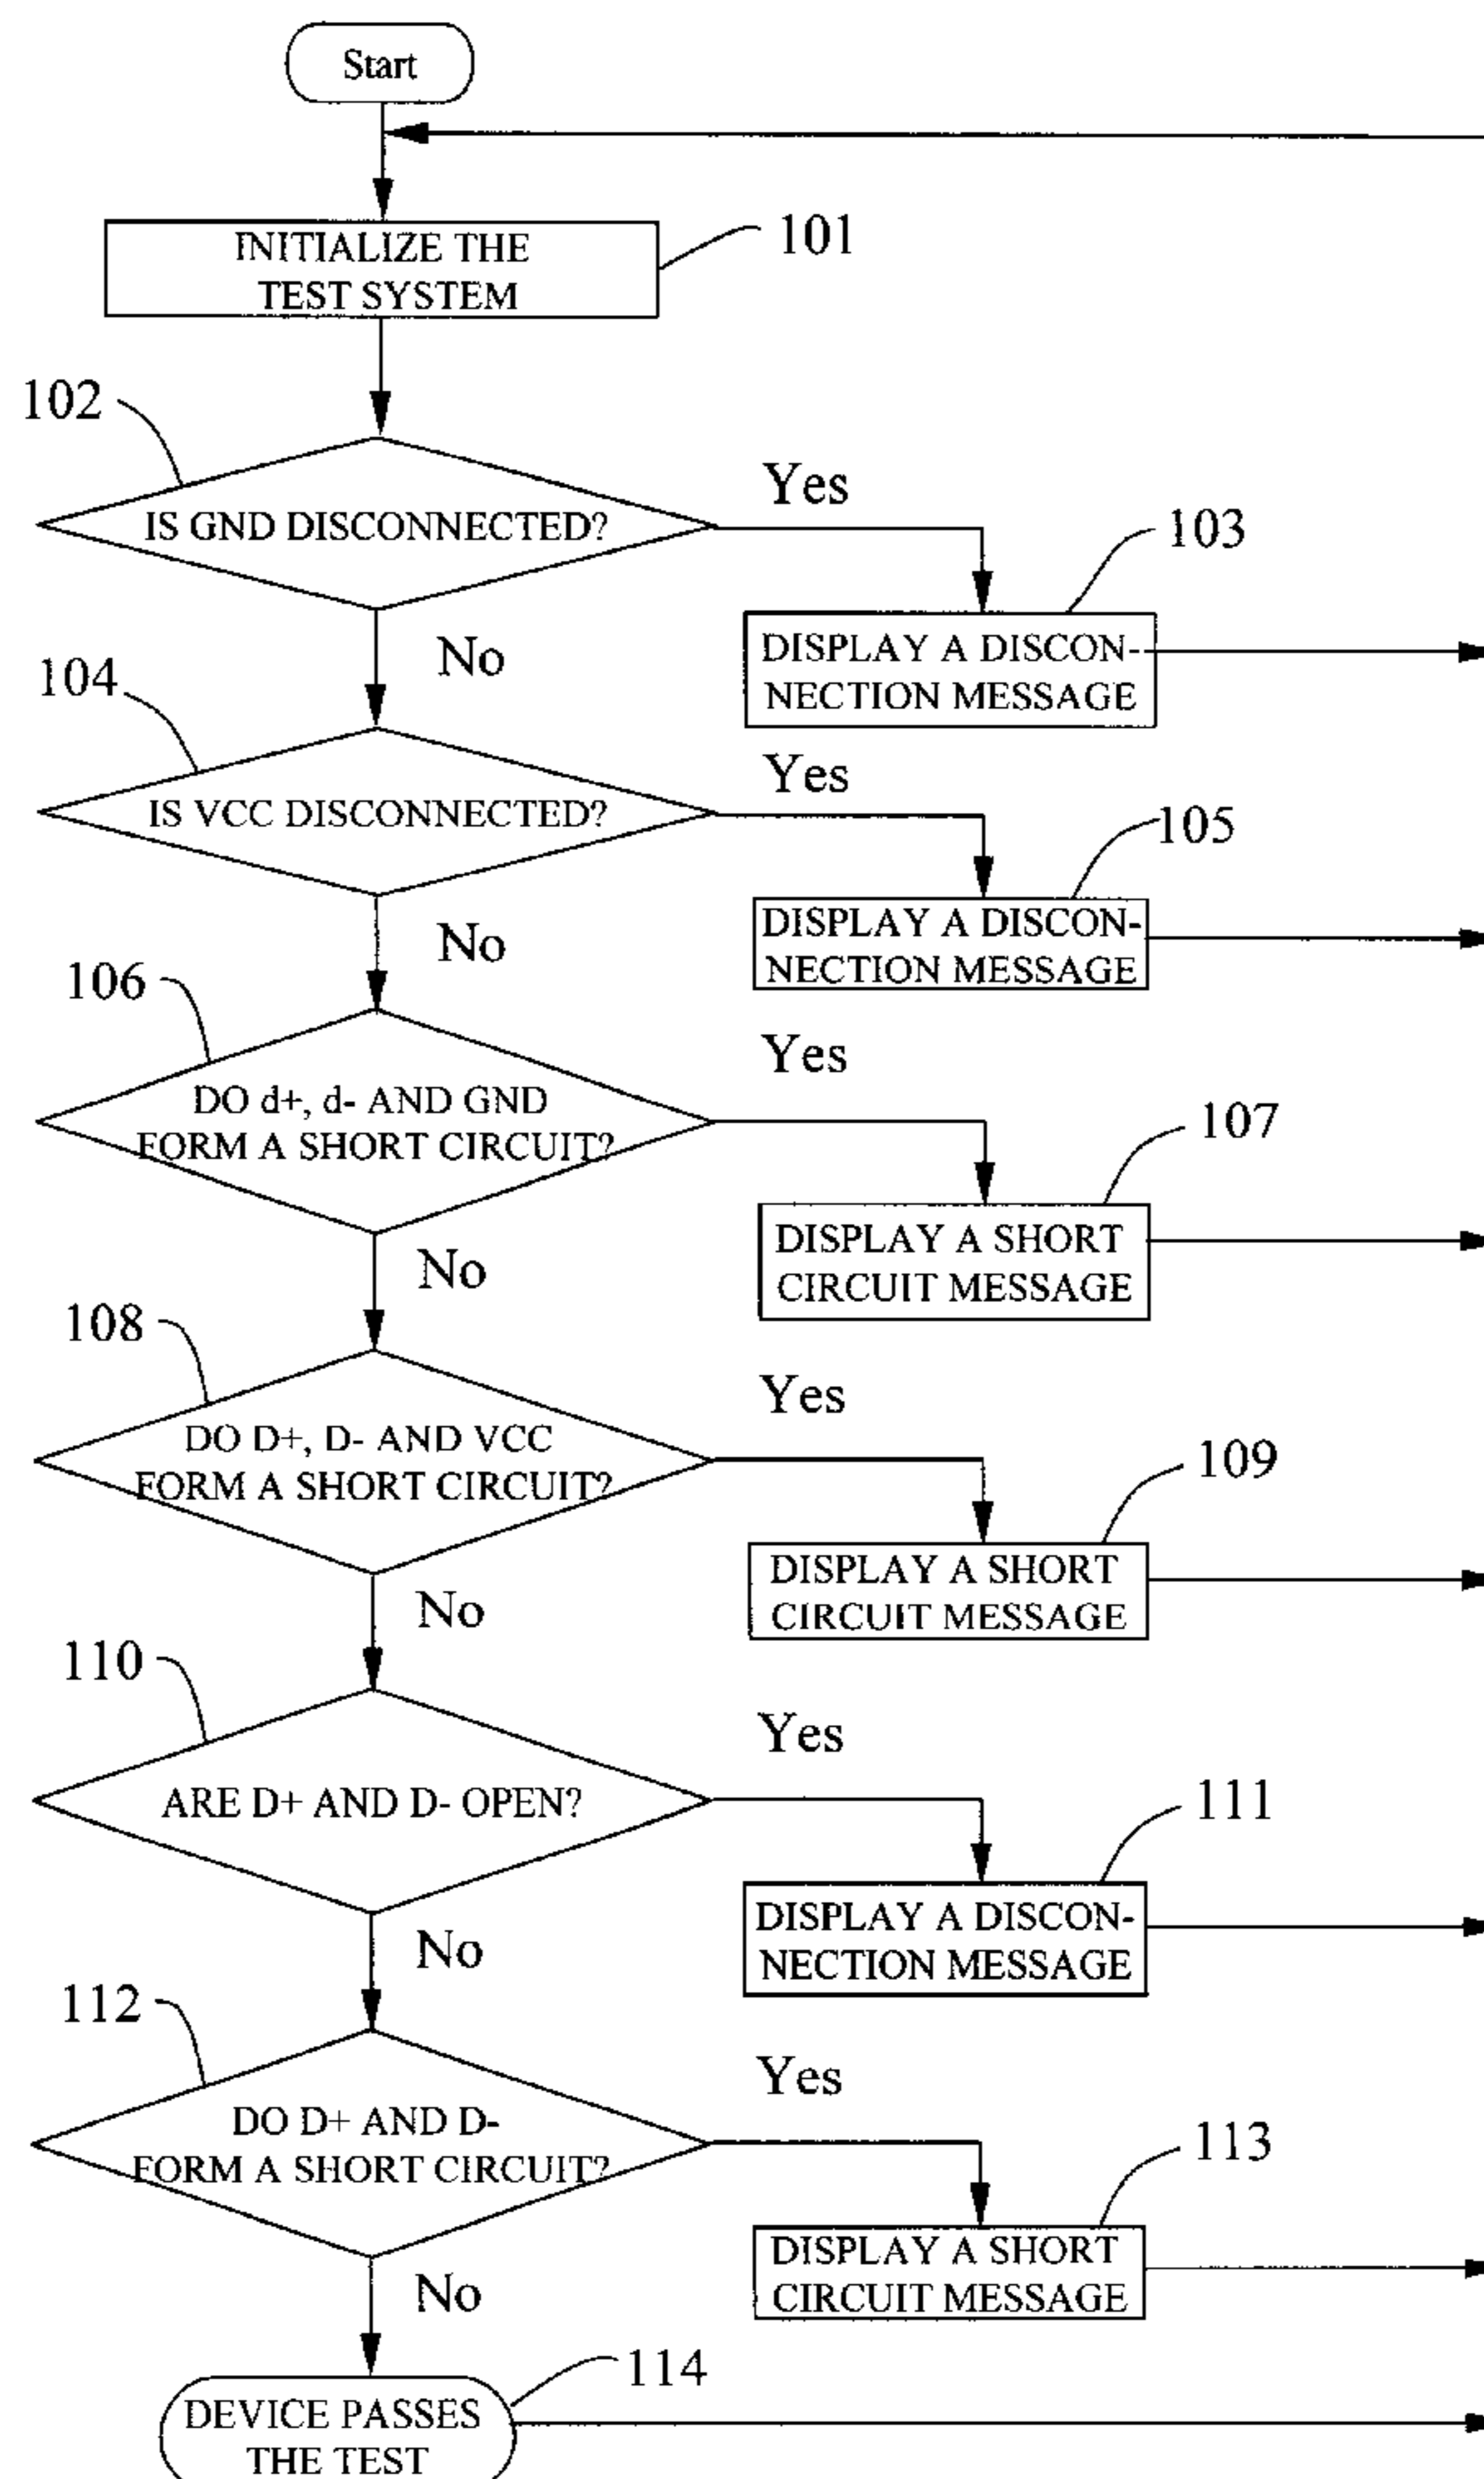 Start
INITIALIZE THE
TEST SYSTEM
101
102
IS GND DISCONNECTED?
Yes
103
DISPLAY A DISCON-
NECTION MESSAGE
No
104
IS VCC DISCONNECTED?
Yes
105
DISPLAY A DISCON-
NECTION MESSAGE
No
106
DO d+, d- AND GND
FORM A SHORT CIRCUIT?
Yes
107
DISPLAY A SHORT
CIRCUIT MESSAGE
No
108
DO D+, D- AND VCC
FORM A SHORT CIRCUIT?
Yes
109
DISPLAY A SHORT
CIRCUIT MESSAGE
No
110
ARE D+ AND D- OPEN?
Yes
111
DISPLAY A DISCON-
NECTION MESSAGE
No
112
DO D+ AND D-
FORM A SHORT CIRCUIT?
Yes
113
DISPLAY A SHORT
CIRCUIT MESSAGE
No
114
DEVICE PASSES
THE TEST